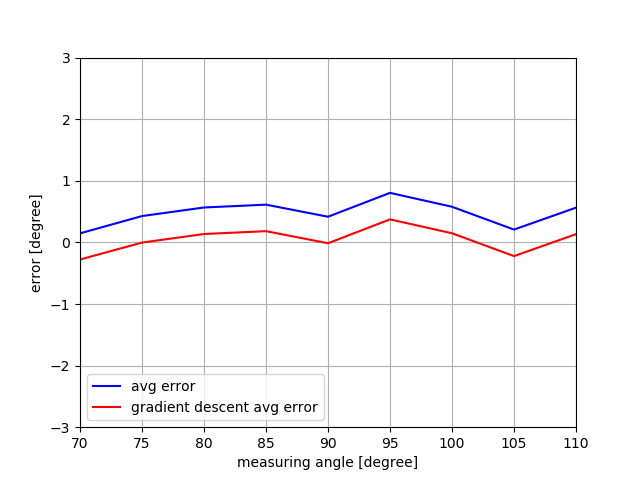 3
2
1
0
−1
−2
−3
error [degree]
avg error
gradient descent avg error
70 75 80 85 90 95 100 105 110
measuring angle [degree]